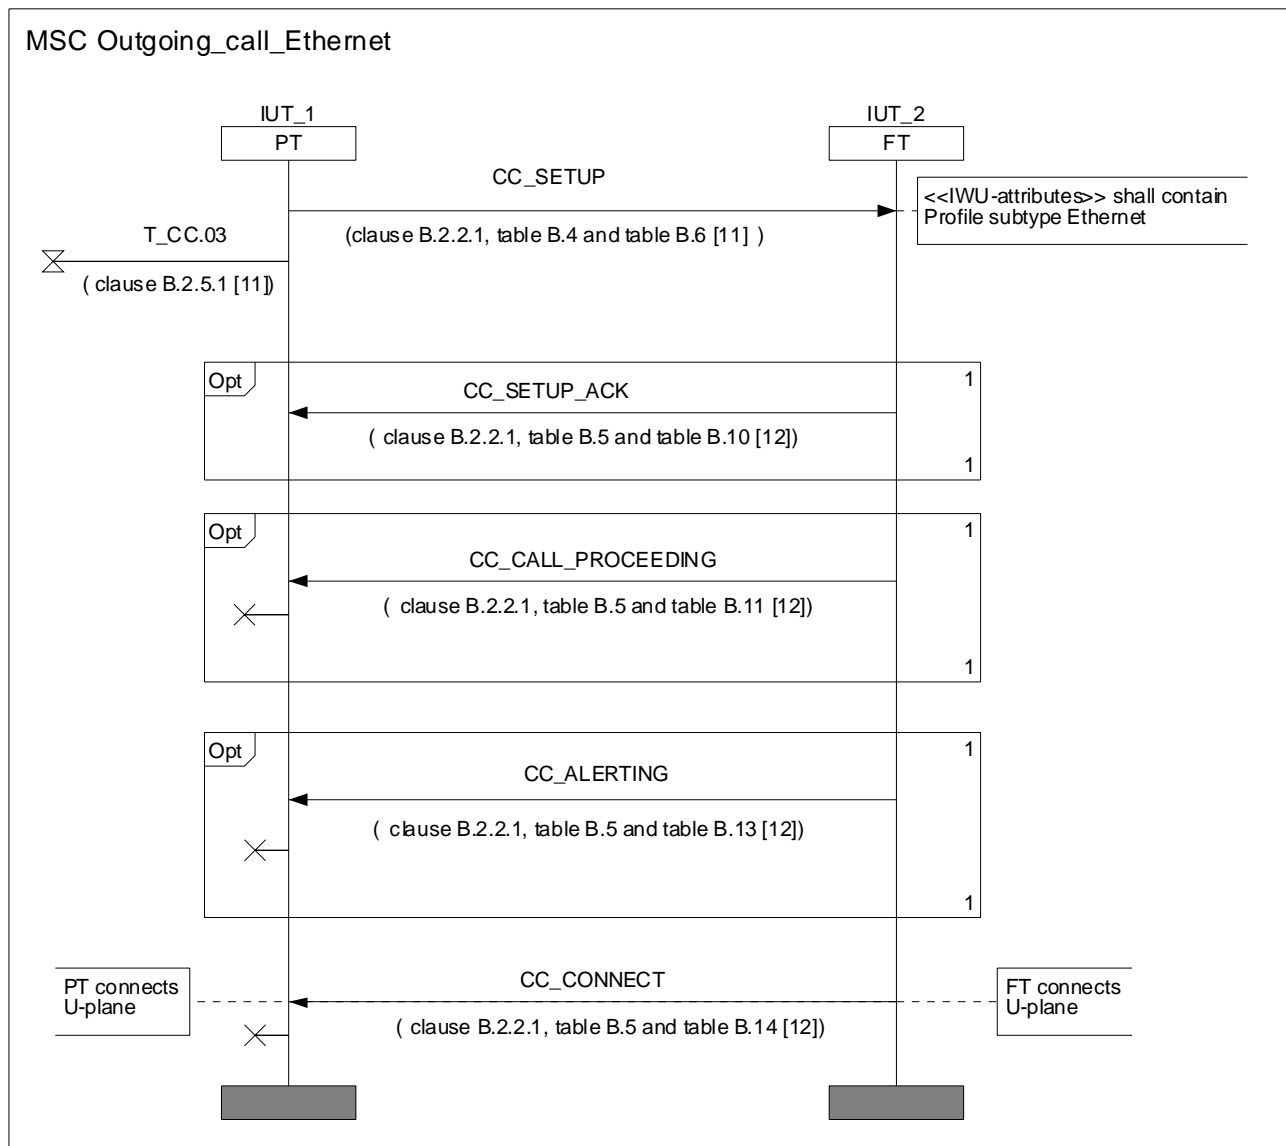 MSC Outgoing_call_Ethernet
IUT_1
IUT_2
PT
FT
CC_SETUP
<<IWU-attributes>> shall contain
Profile subtype Ethernet
T_CC.03
(clause B.2.2.1, table B.4 and table B.6 [11] )
( clause B.2.5.1 [11])
Opt
1
CC_SETUP_ACK
( clause B.2.2.1, table B.5 and table B.10 [12])
1
Opt
1
CC_CALL_PROCEEDING
( clause B.2.2.1, table B.5 and table B.11 [12])
1
Opt
1
CC_ALERTING
( clause B.2.2.1, table B.5 and table B.13 [12])
1
PT connects
U-plane
CC_CONNECT
FT connects
U-plane
( clause B.2.2.1, table B.5 and table B.14 [12])